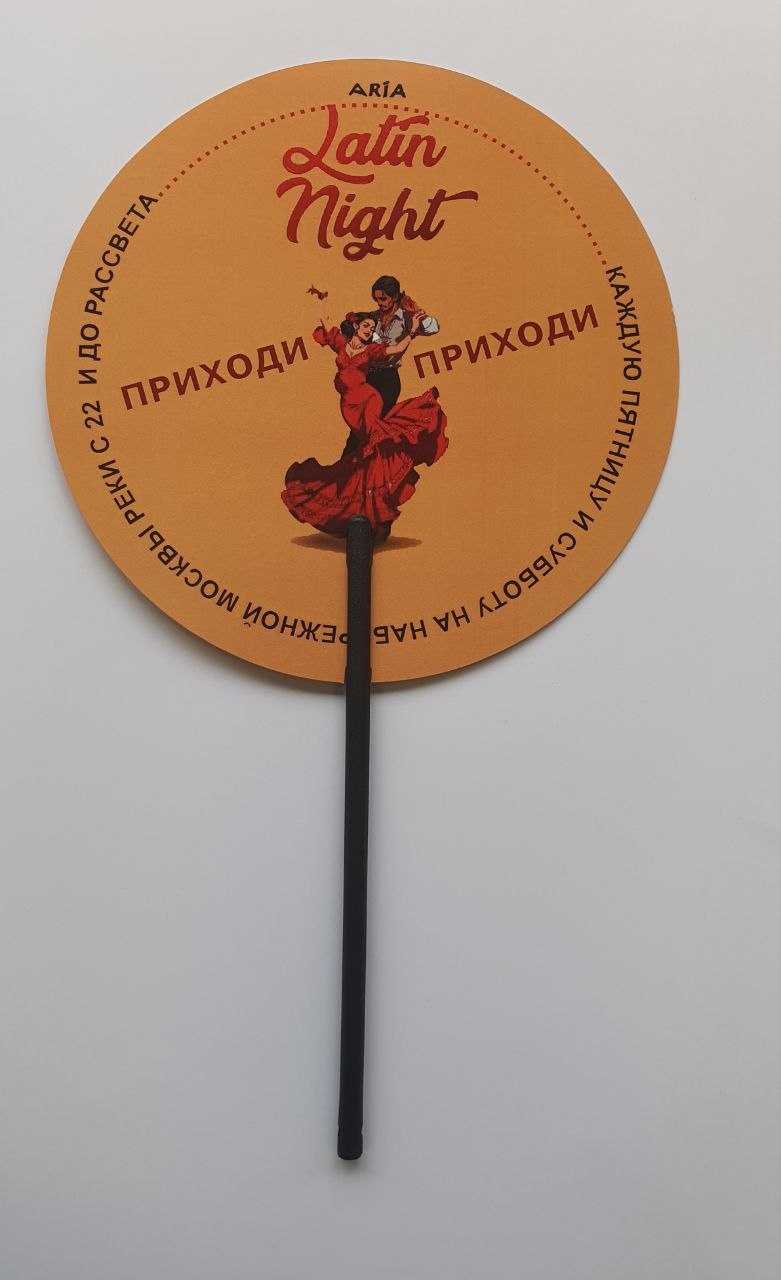 ARÍA
Latin
Night
ПРИХОДИ ПРИХОДИ
КАЖДУЮ ПЯТНИЦУ И СУББОТУ НА НАБЕРЕЖНОЙ МОСКВЫ РЕКИ С 22 И ДО РАССВЕТА